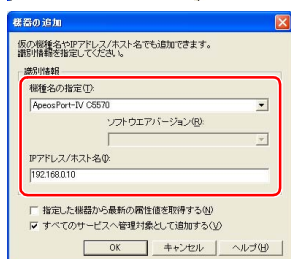 機器の追加
仮の機種名やIPアドレス/ホスト名でも追加できます。
識別情報を指定してください。
識別情報
機種名の指定(T):
ApeosPort-IV C5570
ソフトウエアバージョン(R):
IPアドレス/ホスト名(I):
192.168.0.10
指定した機器から最新の属性値を取得する(N)
すべてのサービスへ管理対象として追加する(V)
OK
キャンセル
ヘルプ(H)